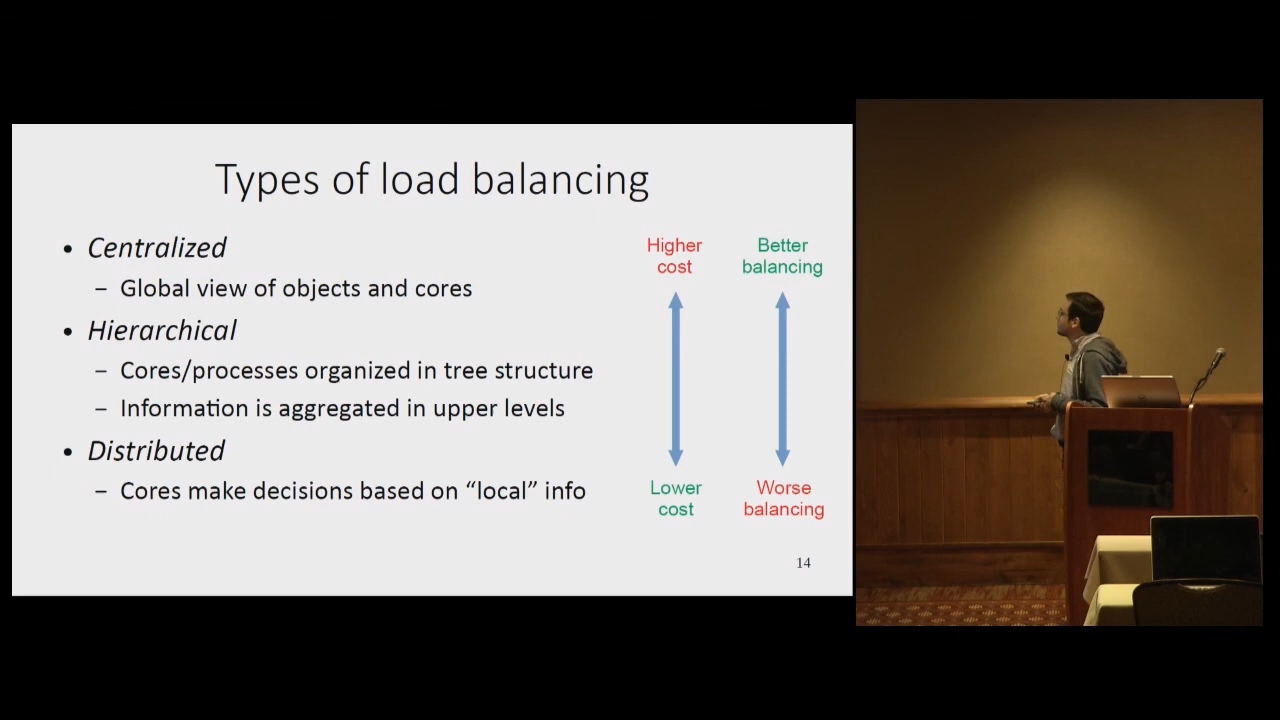 Types of load balancing
• Centralized
– Global view of objects and cores
• Hierarchical
– Cores/processes organized in tree structure
– Information is aggregated in upper levels
• Distributed
– Cores make decisions based on “local” info
Higher
cost
Better
balancing
Lower
cost
Worse
balancing
14